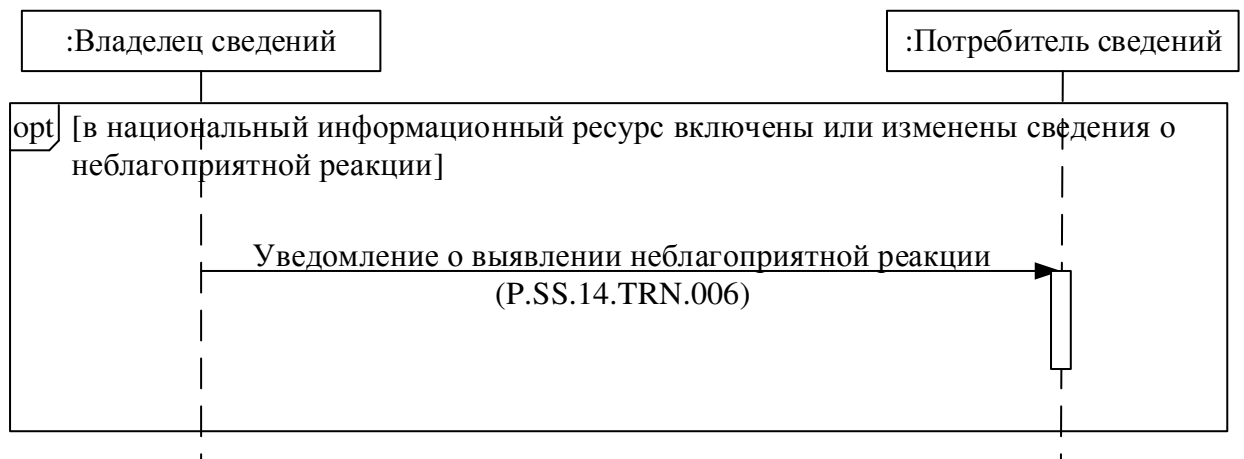 :Владелец сведений
:Потребитель сведений
opt [в национальный информационный ресурс включены или изменены сведения о
неблагоприятной реакции]
Уведомление о выявлении неблагоприятной реакции
(P.SS.14.TRN.006)